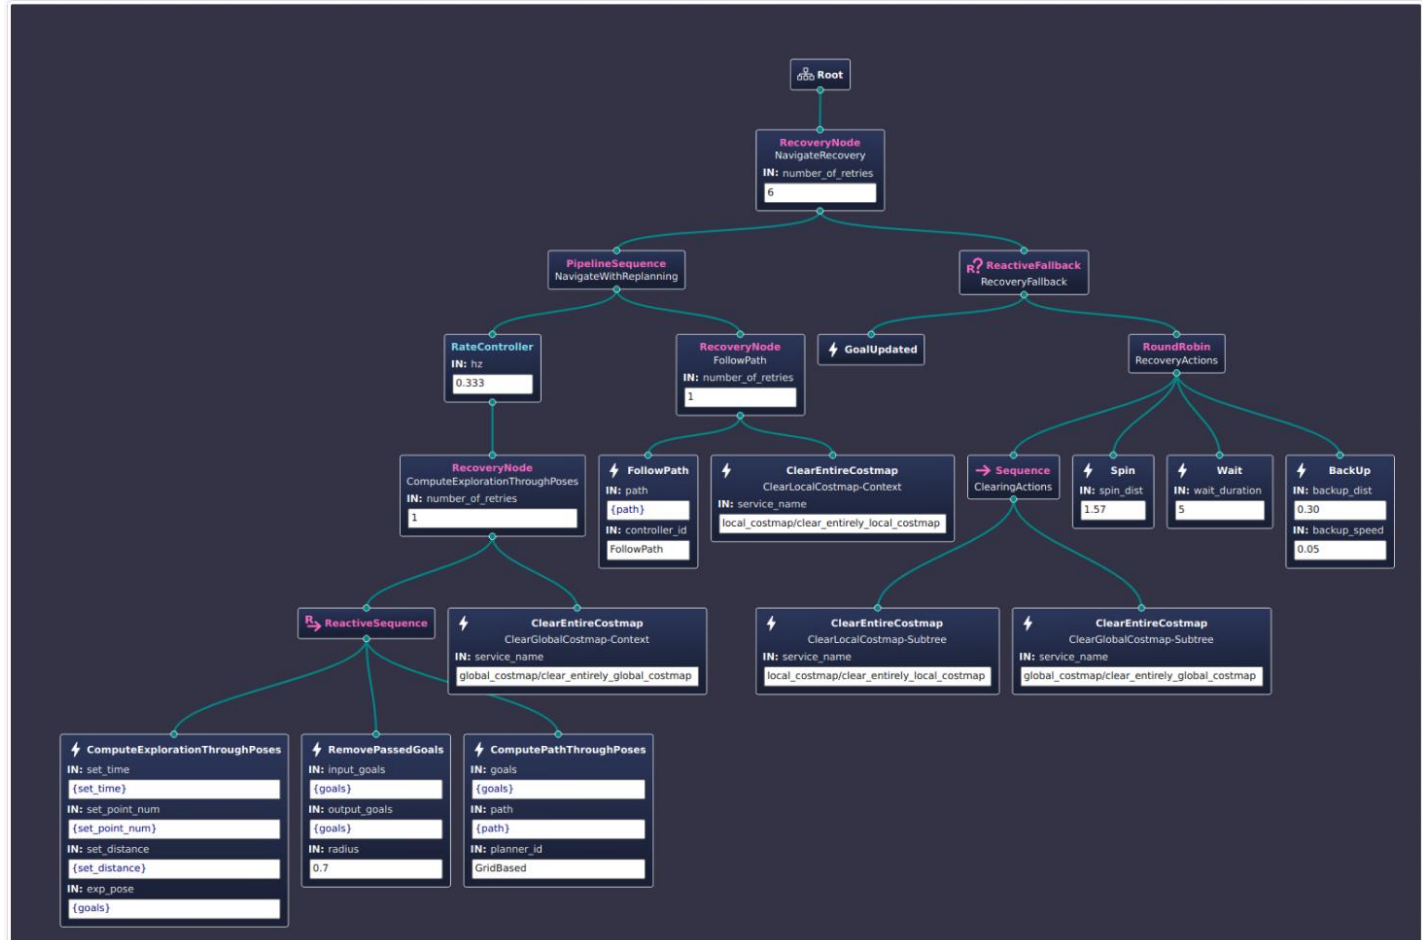 Root
RecoveryNode
NavigateRecovery
IN: number_of_retries
6
PipelineSequence
NavigateWithReplanning
R? ReactiveFallback
RecoveryFallback
RateController
IN: hz
0.333
RecoveryNode
FollowPath
IN: number_of_retries
1
GoalUpdated
RoundRobin
RecoveryActions
RecoveryNode
ComputeExplorationThroughPoses
IN: number_of_retries
1
FollowPath
IN: path
{path}
IN: controller_id
FollowPath
ClearEntireCostmap
ClearLocalCostmap-Context
IN: service_name
local_costmap/clear_entirely_local_costmap
Sequence
ClearingActions
Spin
IN: spin_dist
1.57
Wait
IN: wait_duration
5
BackUp
IN: backup_dist
0.30
IN: backup_speed
0.05
R ReactiveSequence
ClearEntireCostmap
ClearGlobalCostmap-Context
IN: service_name
global_costmap/clear_entirely_global_costmap
ClearEntireCostmap
ClearLocalCostmap-Subtree
IN: service_name
local_costmap/clear_entirely_local_costmap
ClearEntireCostmap
ClearGlobalCostmap-Subtree
IN: service_name
global_costmap/clear_entirely_global_costmap
ComputeExplorationThroughPoses
IN: set_time
{set_time}
IN: set_point_num
{set_point_num}
IN: set_distance
{set_distance}
IN: exp_pose
{goals}
RemovePassedGoals
IN: input_goals
{goals}
IN: output_goals
{goals}
IN: radius
0.7
ComputePathThroughPoses
IN: goals
{goals}
IN: path
{path}
IN: planner_id
GridBased